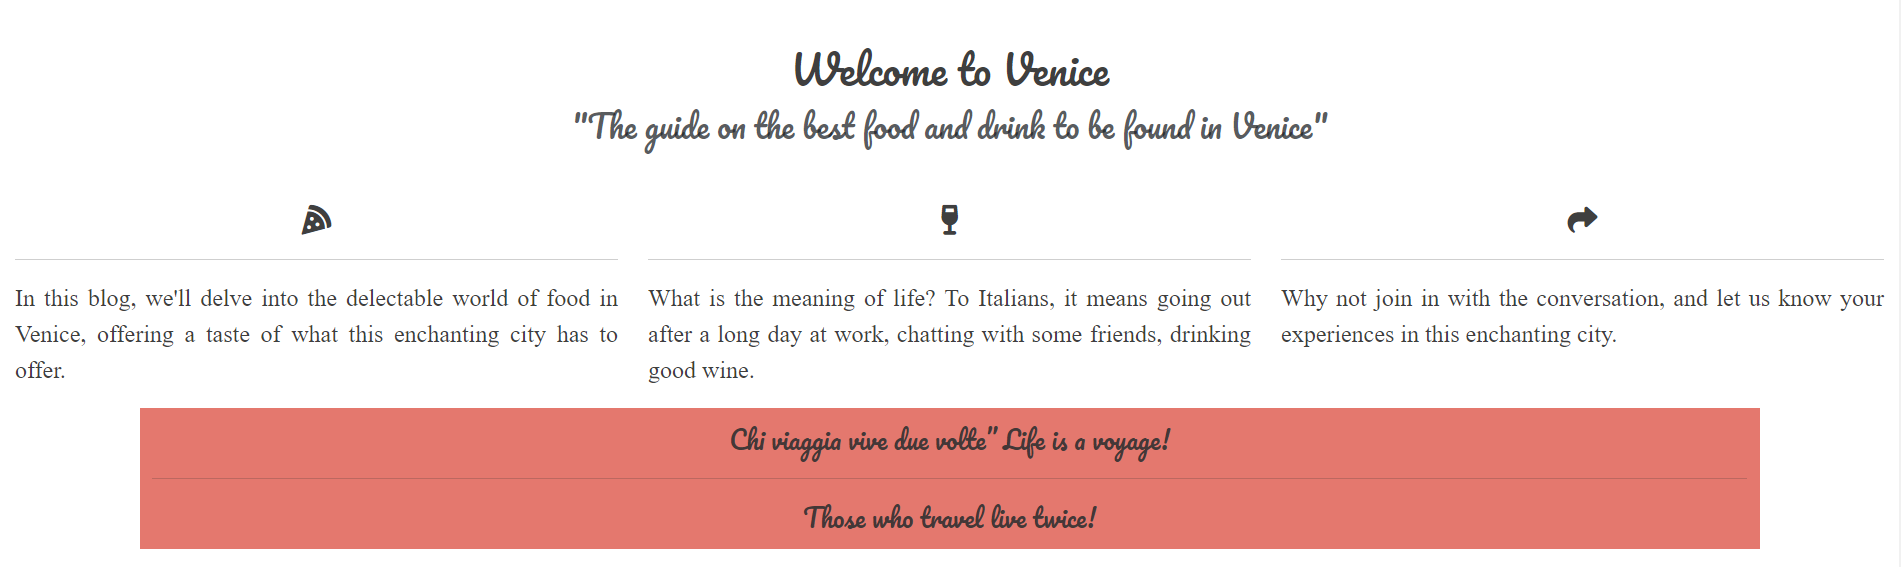 Welcome to Venice
"The guide on the best food and drink to be found in Venice"
In this blog, we'll delve into the delectable world of food in
Venice, offering a taste of what this enchanting city has to
offer.
What is the meaning of life? To Italians, it means going out
after a long day at work, chatting with some friends, drinking
good wine.
Why not join in with the conversation, and let us know your
experiences in this enchanting city.
Chi viaggia vive due volte" Life is a voyage!
Those who travel live twice!